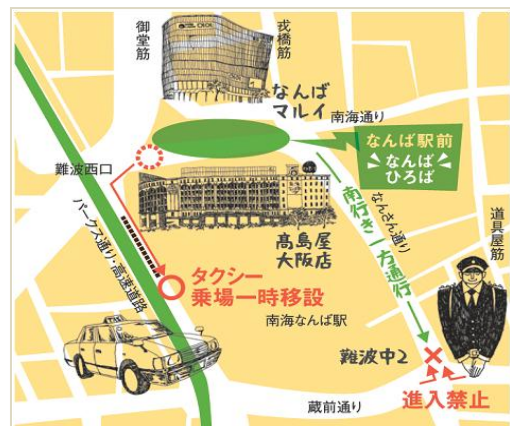 御堂筋
戎橋筋
なんば
マルイ
南海通り
なんば駅前
なんば
ひろば
難波西口
南行き一方通行
なんさん通り
道具屋筋
髙島屋
大阪店
パークス通り・高速道路
タクシー
乗場一時移設
南海なんば駅
難波中2
進入禁止
蔵前通り